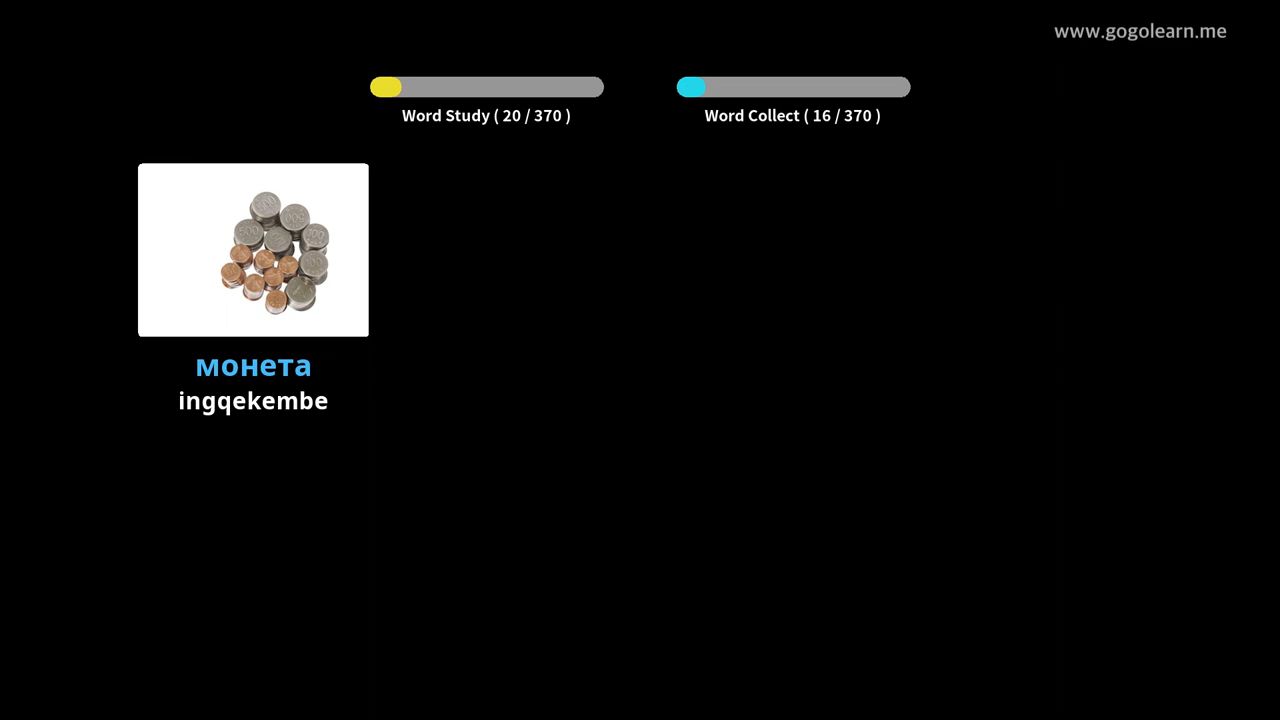 www.gogolearn.me
Word Study ( 20 / 370 )
Word Collect ( 16 / 370 )
монета
ingqekembe